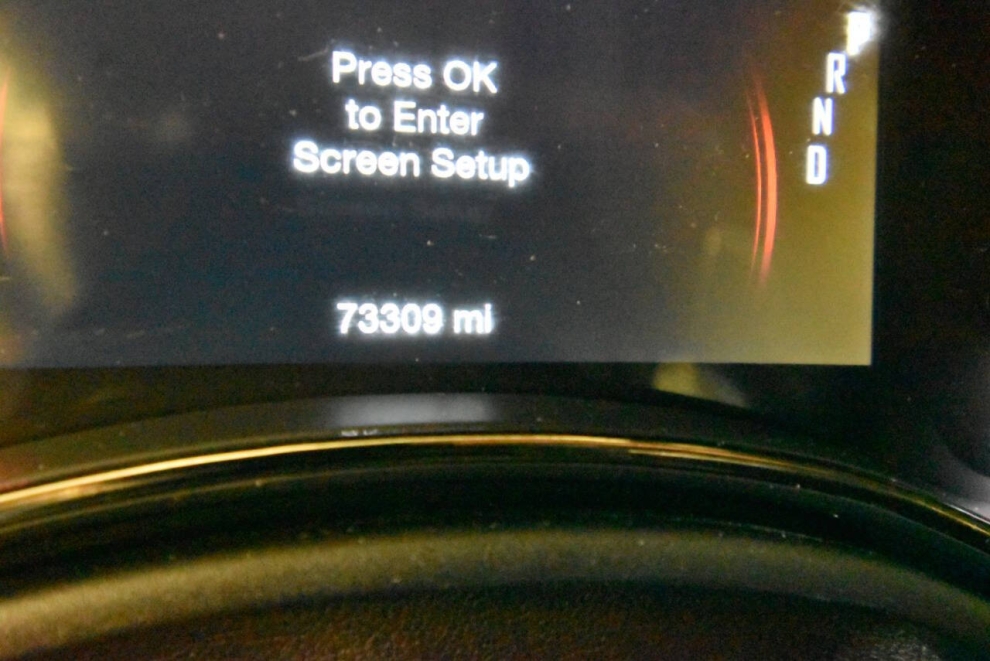 Press OK
to Enter
Screen Setup
73309 mi
P
R
N
D